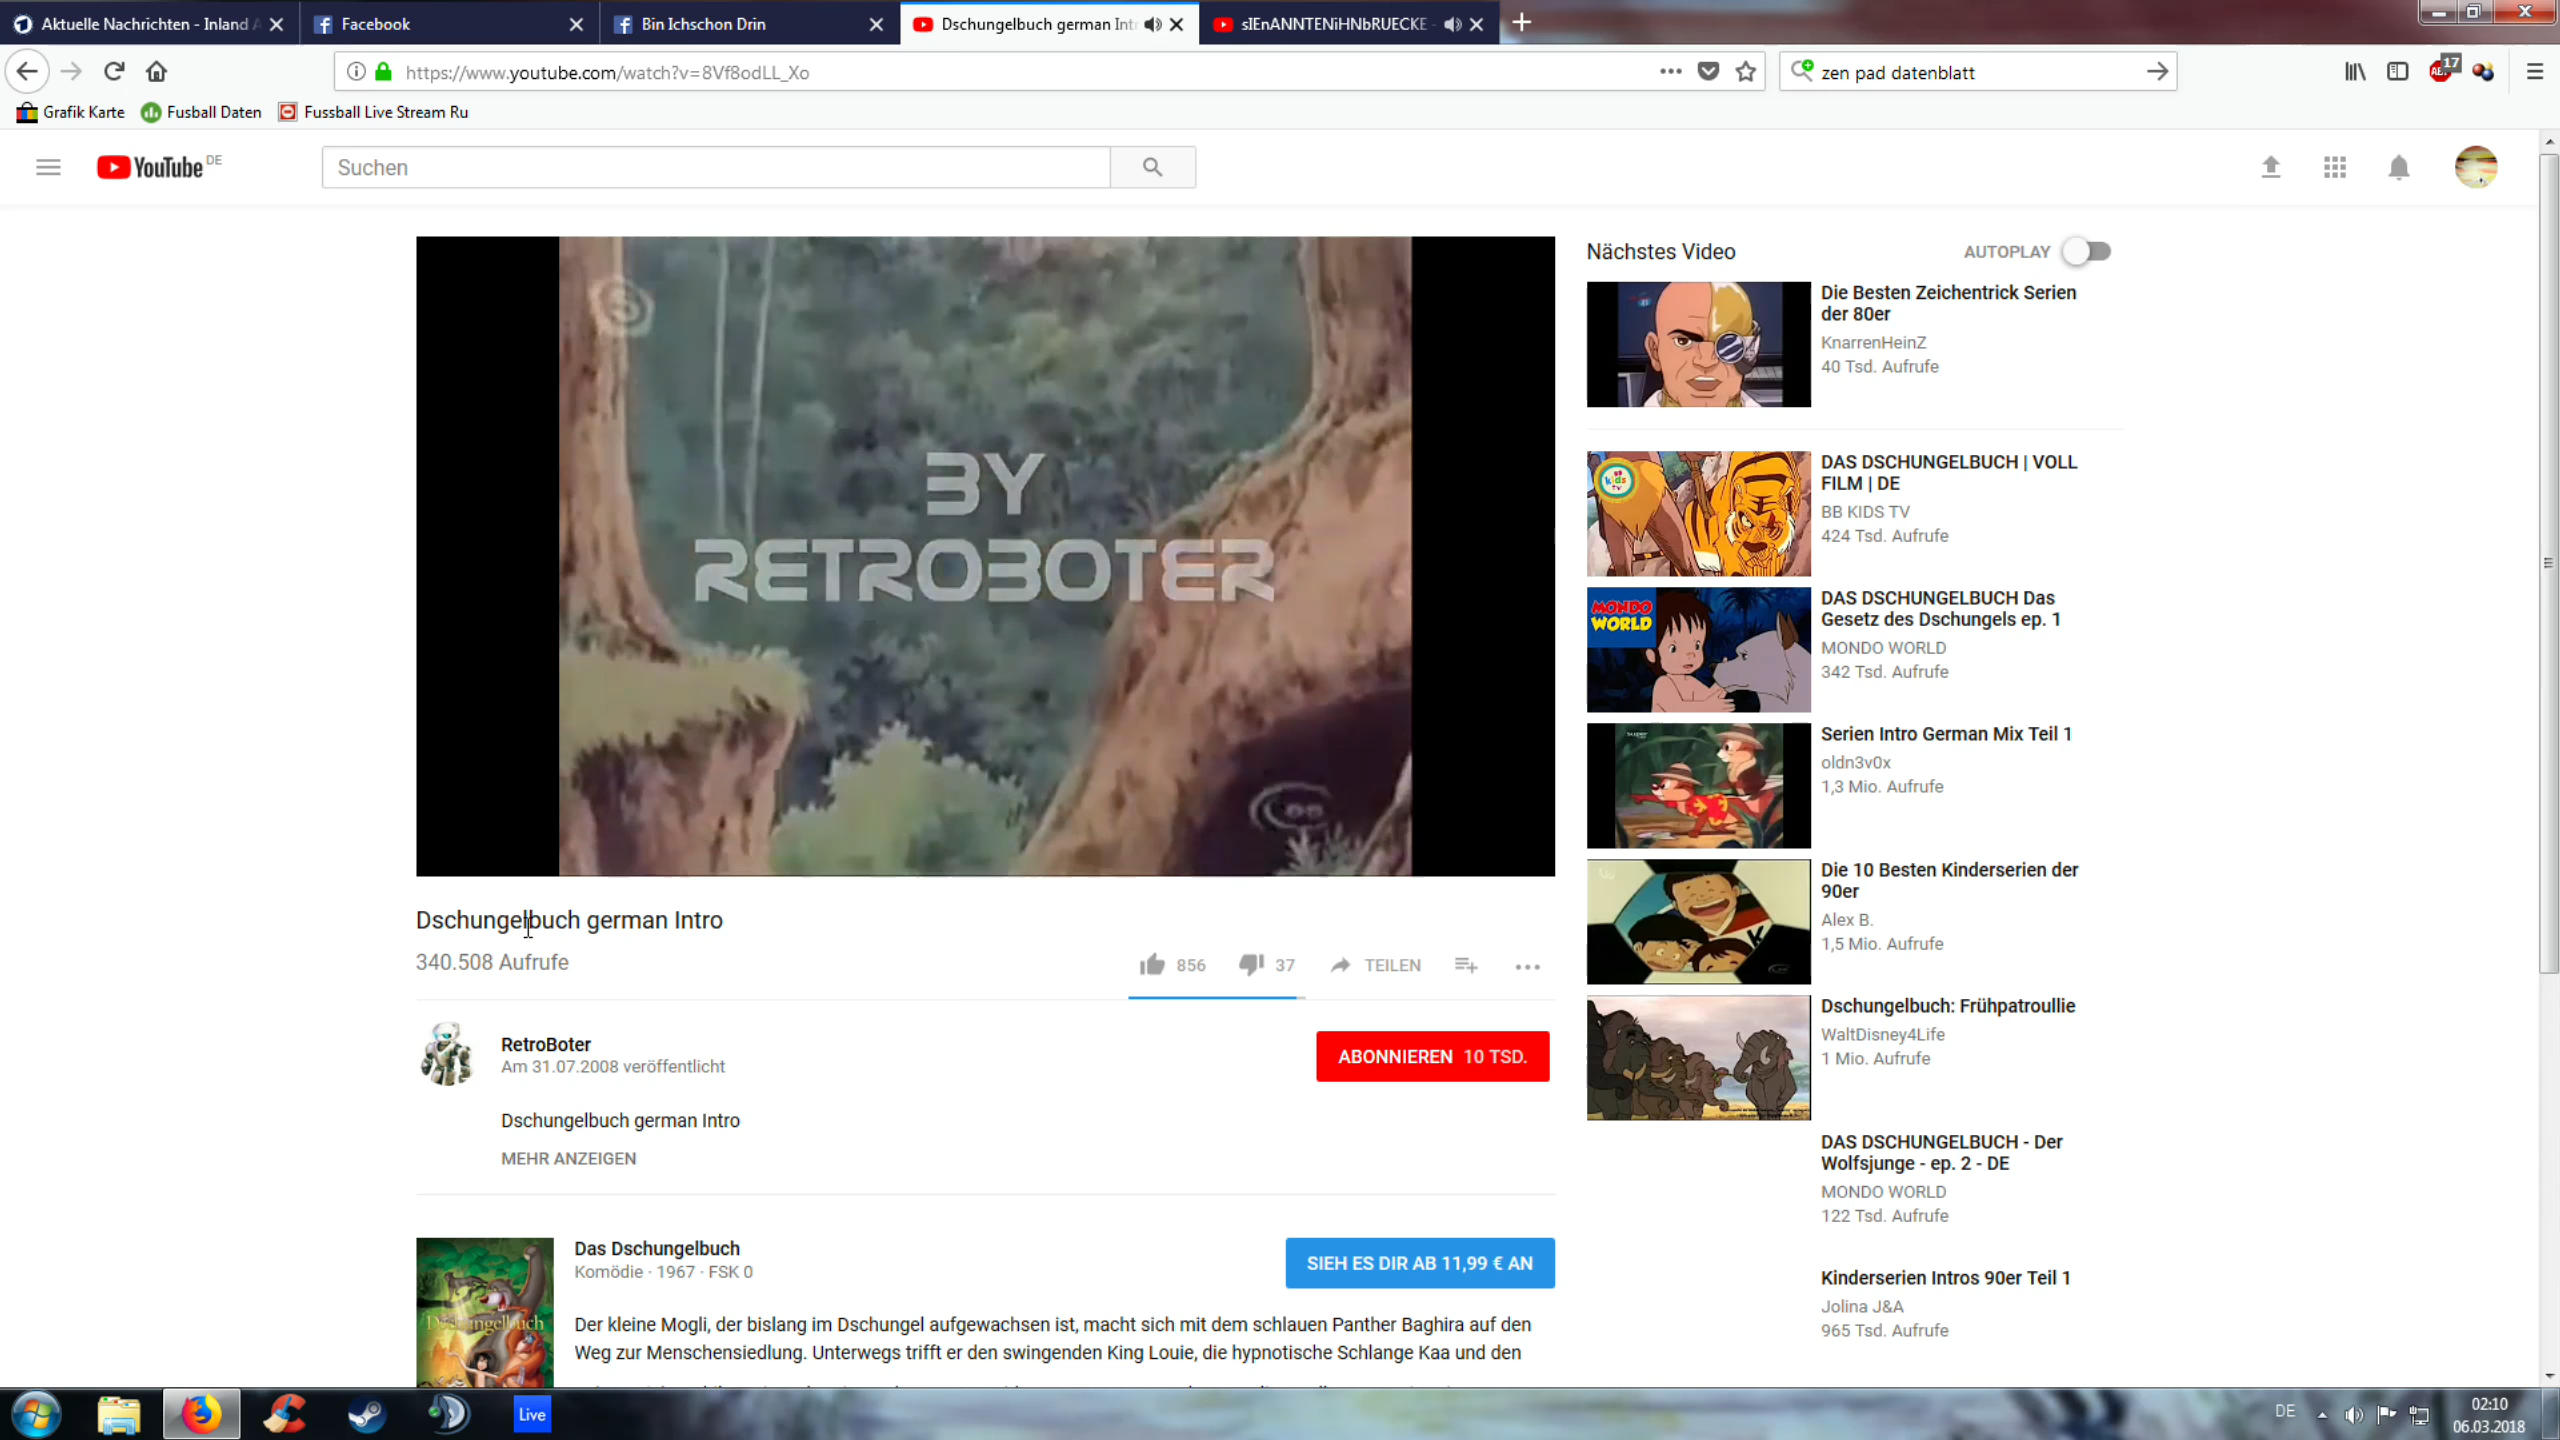 Aktuelle Nachrichten - Inland A
Facebook
Bin Ichschon Drin
Dschungelbuch german Int
sIEnANNTENiHNbRUECKE -
https://www.youtube.com/watch?v=8Vf8odLL_Xo
zen pad datenblatt
17
Grafik Karte
Fusball Daten
Fussball Live Stream Ru
YouTube DE
Suchen
BY
RETROBOTER
Dschungelbuch german Intro
340.508 Aufrufe
856
37
TEILEN
RetroBoter
Am 31.07.2008 veröffentlicht
ABONNIEREN 10 TSD.
Dschungelbuch german Intro
MEHR ANZEIGEN
Das Dschungelbuch
Komödie · 1967 · FSK 0
SIEH ES DIR AB 11,99 € AN
Dschungelbuch
Der kleine Mogli, der bislang im Dschungel aufgewachsen ist, macht sich mit dem schlauen Panther Baghira auf den
Weg zur Menschensiedlung. Unterwegs trifft er den swingenden King Louie, die hypnotische Schlange Kaa und den
Nächstes Video
AUTOPLAY
Die Besten Zeichentrick Serien
der 80er
KnarrenHeinZ
40 Tsd. Aufrufe
kids
tv
DAS DSCHUNGELBUCH | VOLL
FILM | DE
BB KIDS TV
424 Tsd. Aufrufe
MONDO
WORLD
DAS DSCHUNGELBUCH Das
Gesetz des Dschungels ep. 1
MONDO WORLD
342 Tsd. Aufrufe
Serien Intro German Mix Teil 1
oldn3v0x
1,3 Mio. Aufrufe
Die 10 Besten Kinderserien der
90er
Alex B.
1,5 Mio. Aufrufe
Dschungelbuch: Frühpatroullie
WaltDisney4Life
1 Mio. Aufrufe
DAS DSCHUNGELBUCH - Der
Wolfsjunge - ep. 2 - DE
MONDO WORLD
122 Tsd. Aufrufe
Kinderserien Intros 90er Teil 1
Jolina J&A
965 Tsd. Aufrufe
Live
DE
02:10
06.03.2018